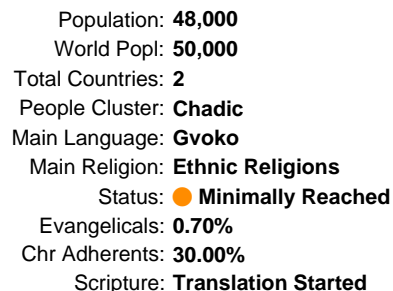 Population: 48,000
World Popl: 50,000
Total Countries: 2
People Cluster: Chadic
Main Language: Gvoko
Main Religion: Ethnic Religions
Status: Minimally Reached
Evangelicals: 0.70%
Chr Adherents: 30.00%
Scripture: Translation Started